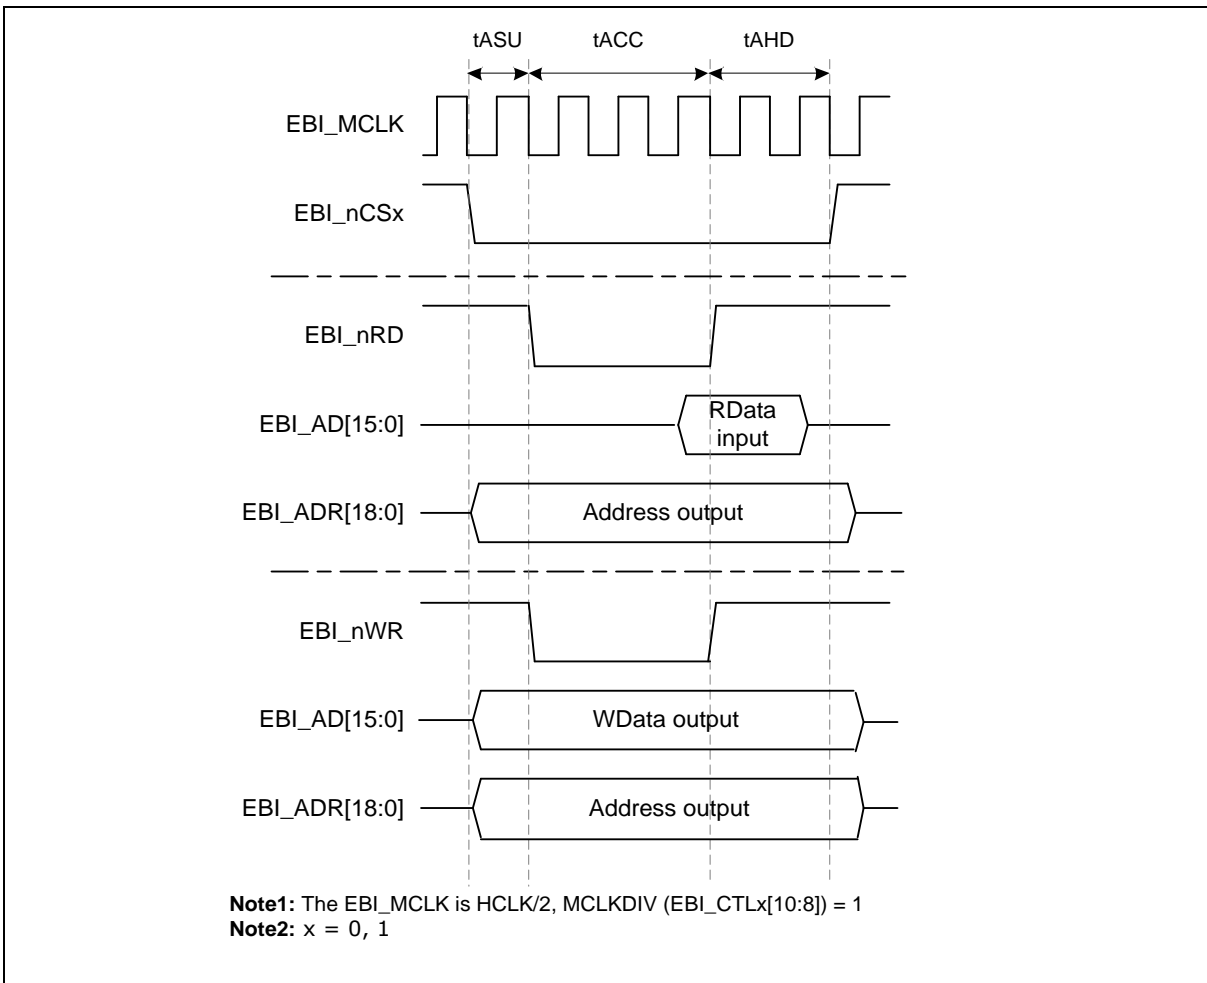 tASU tACC tAHD
EBI_MCLK
EBI_nCSx
EBI_nRD
EBI_AD[15:0]
RData
input
EBI_ADR[18:0] Address output
EBI_nWR
EBI_AD[15:0] WData output
EBI_ADR[18:0] Address output
Note1: The EBI_MCLK is HCLK/2, MCLKDIV (EBI_CTLx[10:8]) = 1
Note2: x = 0, 1